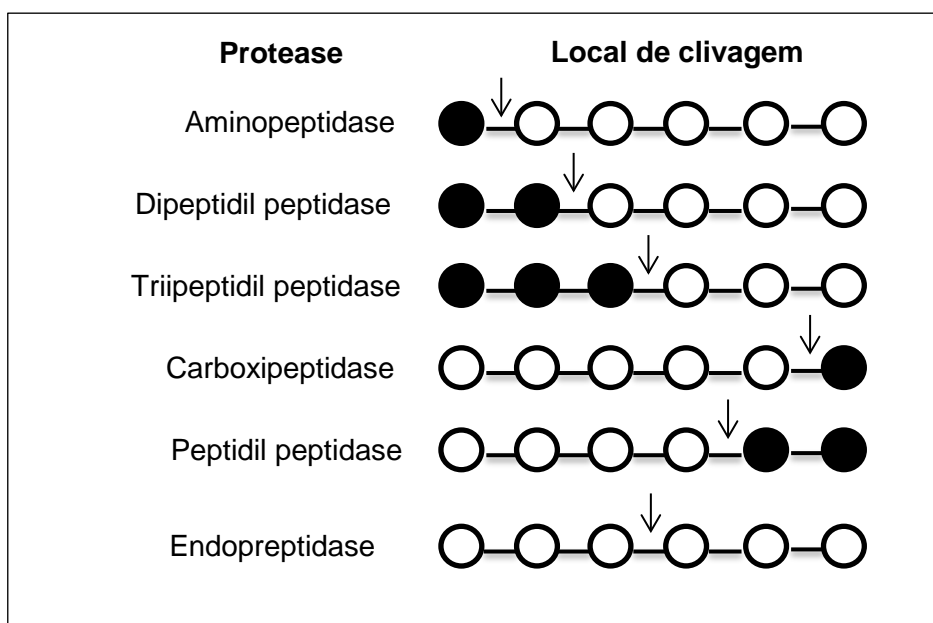 Protease Local de clivagem
Aminopeptidase
Dipeptidil peptidase
Triipeptidil peptidase
Carboxipeptidase
Peptidil peptidase
Endopreptidase